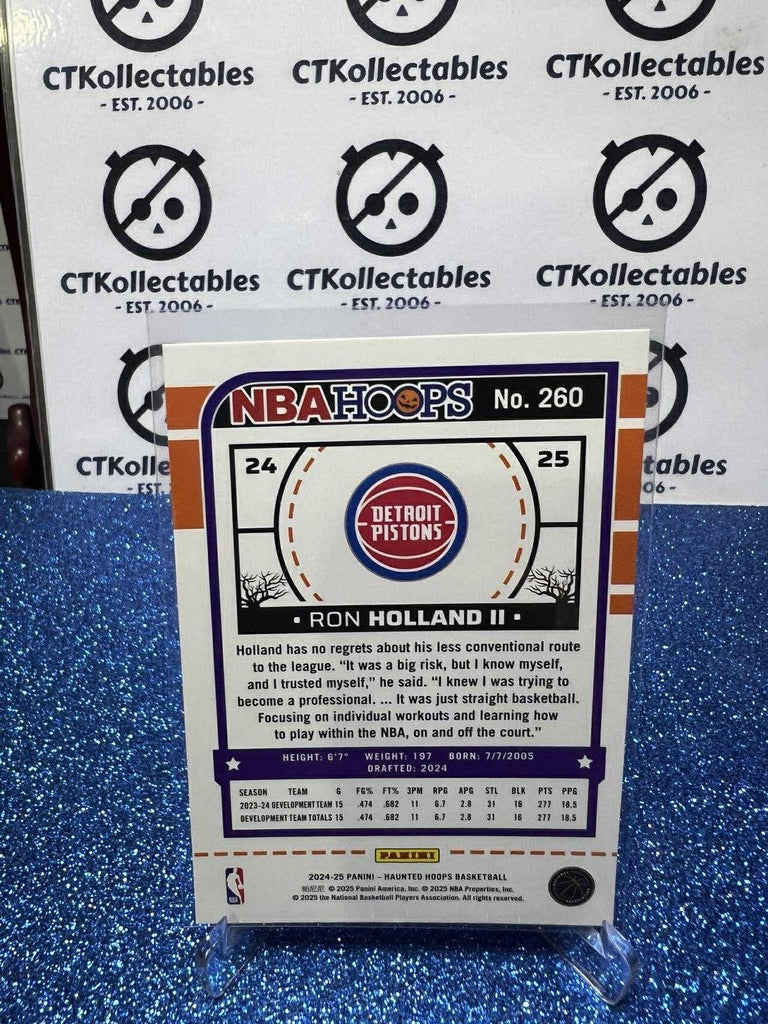 CTKollectables CTKollectables CTKollectables
- EST. 2006 - - EST. 2006 - - EST. 2006 -
CTKollectables CTKollectables CTKollectables
- EST. 2006 - - EST. 2006 - - EST. 2006 -
CTKolle tables
- EST. 06 -
NBA HOOPS No. 260
24 25
DETROIT
PISTONS
• RON HOLLAND II •
Holland has no regrets about his less conventional route
to the league. “It was a big risk, but I know myself,
and I trusted myself,” he said. “I knew I was trying to
become a professional. ... It was just straight basketball.
Focusing on individual workouts and learning how
to play within the NBA, on and off the court.”
HEIGHT: 6'7" WEIGHT: 197 BORN: 7/7/2005
DRAFTED: 2024
SEASON TEAM G FG% FT% 3PM RPG APG STL BLK PTS PPG
2023-24 DEVELOPMENT TEAM 15 .474 .682 11 6.7 2.8 31 16 277 18.5
DEVELOPMENT TEAM TOTALS 15 .474 .682 11 6.7 2.8 31 16 277 18.5
PANINI
2024-25 PANINI – HAUNTED HOOPS BASKETBALL
帕尼尼 © 2025 Panini America, Inc. © 2025 NBA Properties, Inc.
© 2025 the National Basketball Players Association. All rights reserved.